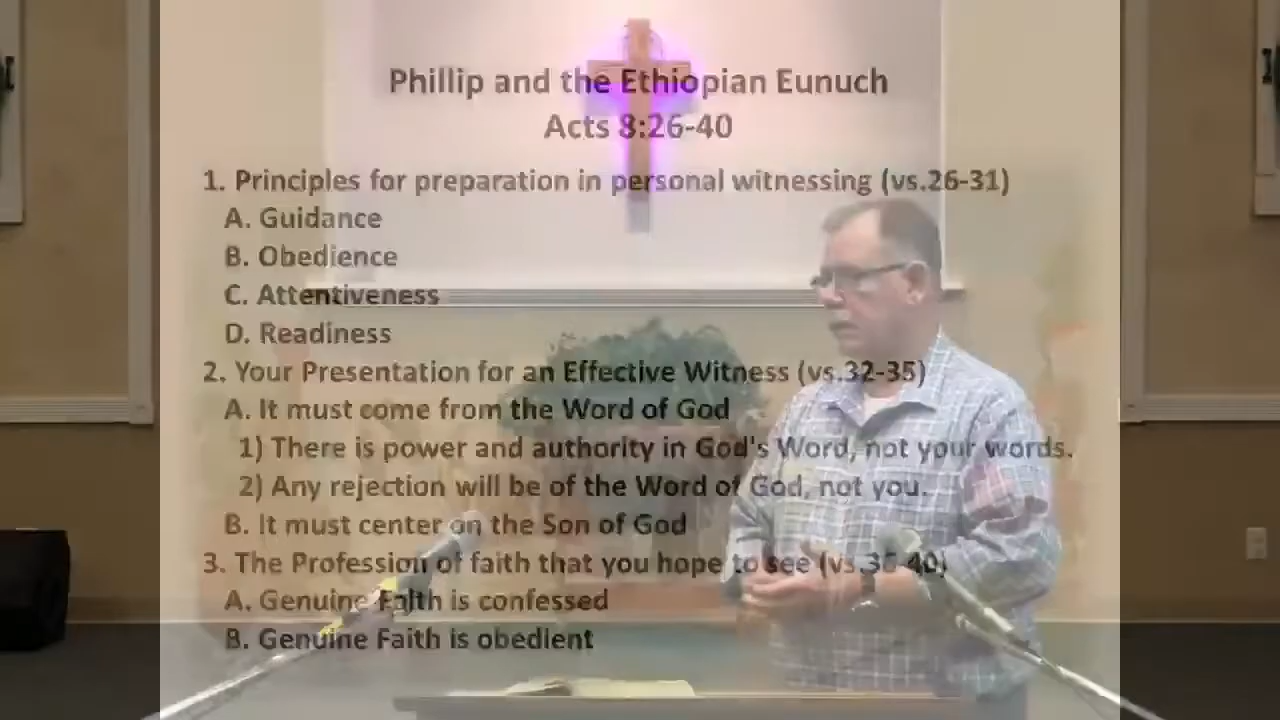 Phillip and the Ethiopian Eunuch
Acts 8:26-40
1. Principles for preparation in personal witnessing (vs.26-31)
A. Guidance
B. Obedience
C. Attentiveness
D. Readiness
2. Your Presentation for an Effective Witness (vs.32-35)
A. It must come from the Word of God
1) There is power and authority in God's Word, not your words.
2) Any rejection will be of the Word of God, not you.
B. It must center on the Son of God
3. The Profession of faith that you hope to see (vs.36-40)
A. Genuine Faith is confessed
B. Genuine Faith is obedient